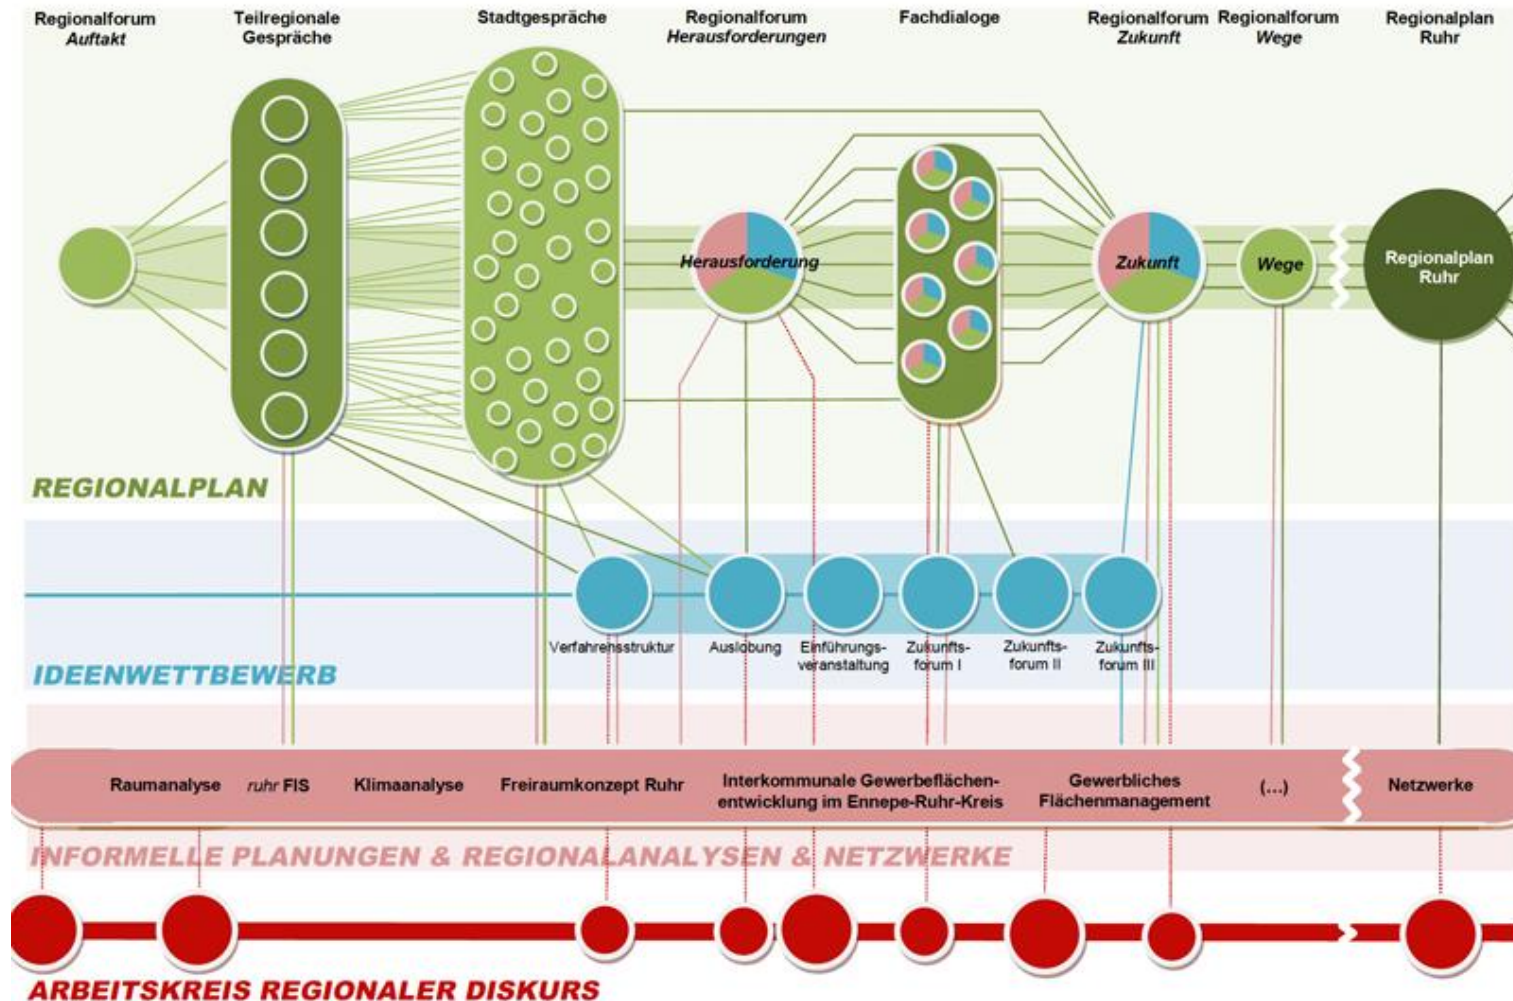 Regionalforum
Auftakt
Teilregionale
Gespräche
Stadtgespräche
Regionalforum
Herausforderungen
Fachdialoge
Regionalforum
Zukunft
Regionalforum
Wege
Regionalplan
Ruhr
Herausforderung
Zukunft
Wege
Regionalplan
Ruhr
REGIONALPLAN
Verfahrensstruktur
Auslobung
Einführungs-
veranstaltung
Zukunfts-
forum I
Zukunfts-
forum II
Zukunfts-
forum III
IDEENWETTBEWERB
Raumanalyse
ruhr FIS
Klimaanalyse
Freiraumkonzept Ruhr
Interkommunale Gewerbeflächen-
entwicklung im Ennepe-Ruhr-Kreis
Gewerbliches
Flächenmanagement
(...)
Netzwerke
INFORMELLE PLANUNGEN & REGIONALANALYSEN & NETZWERKE
ARBEITSKREIS REGIONALER DISKURS